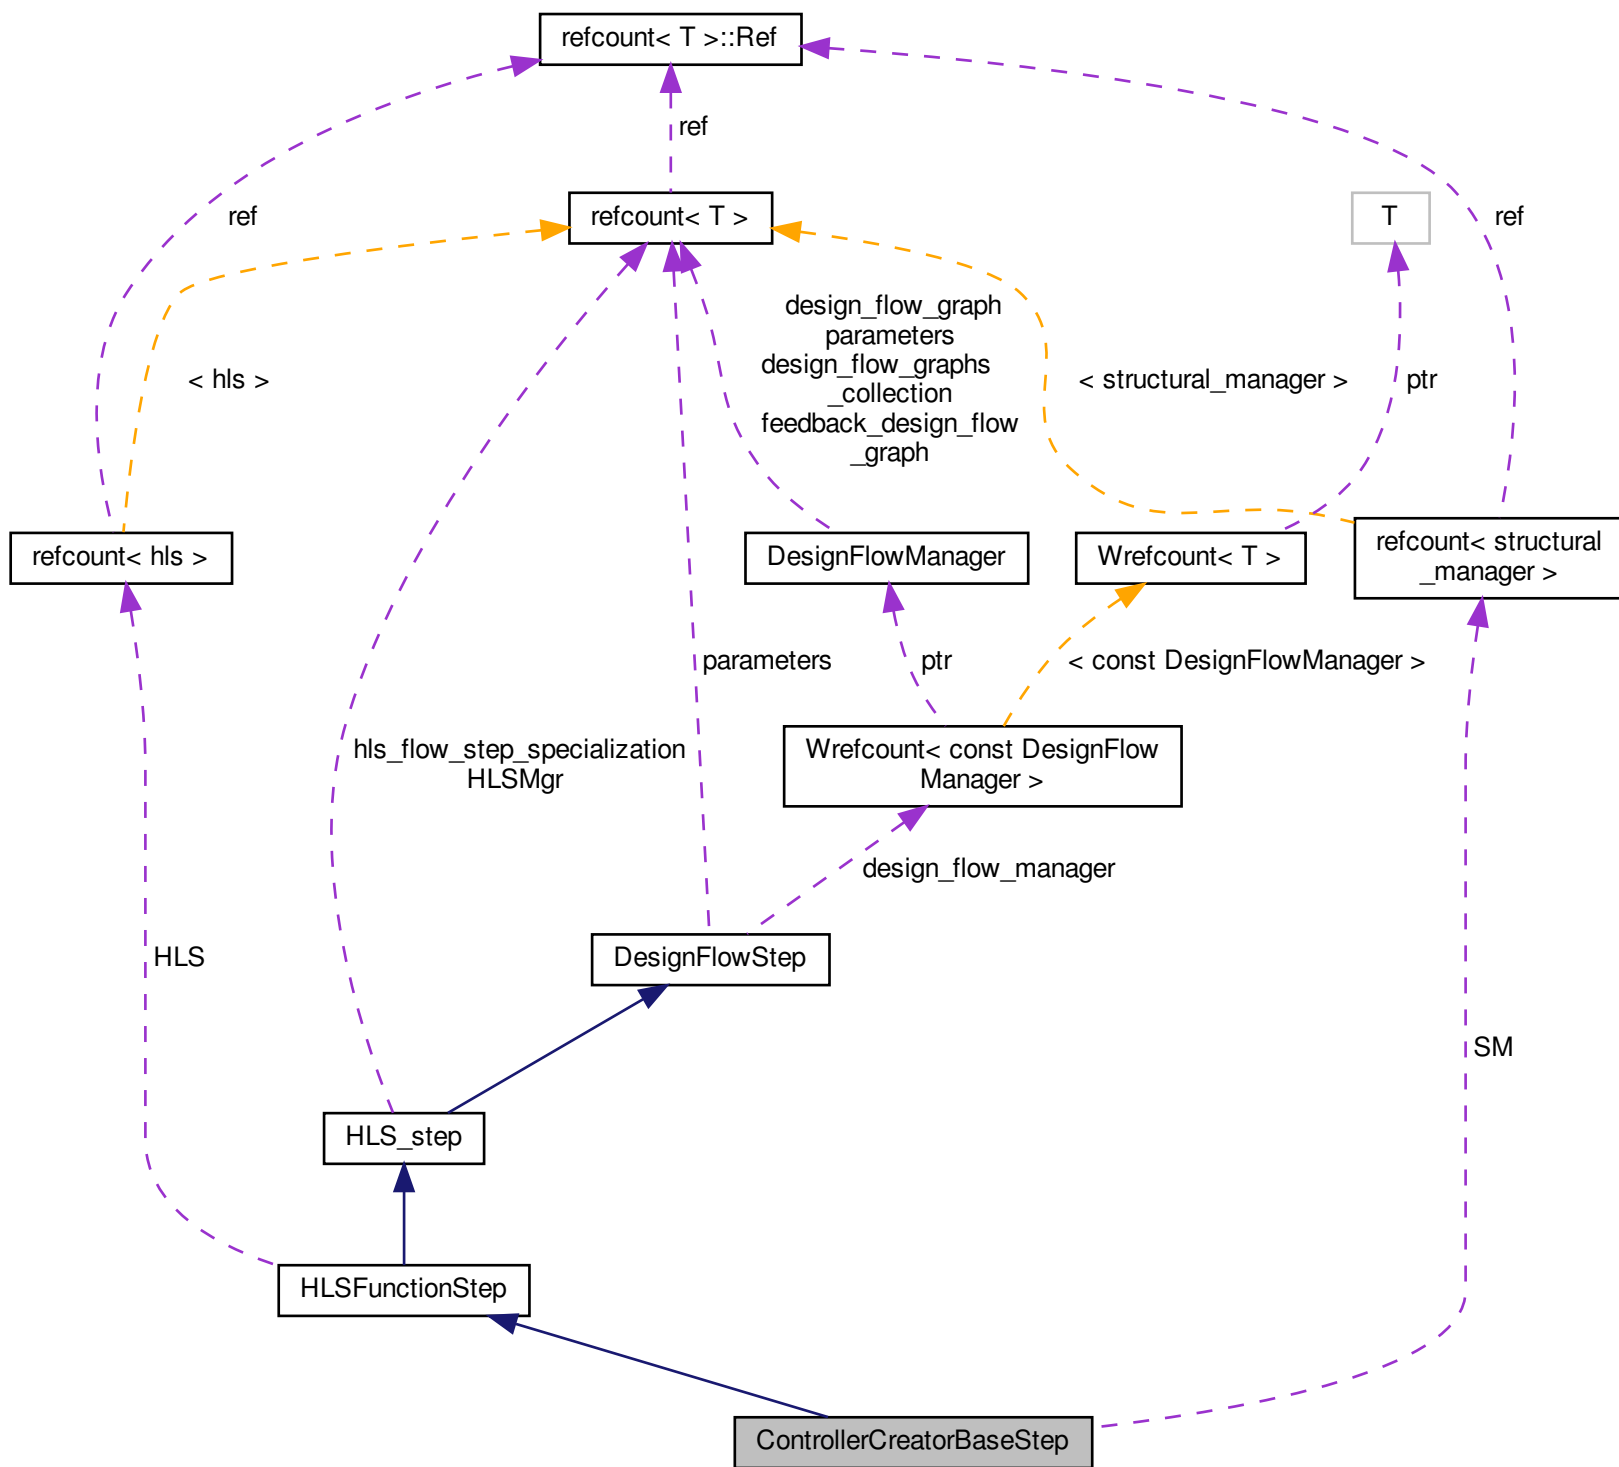 refcount< T >::Ref
ref
refcount< T >
T
ref
ref
design_flow_graph
parameters
design_flow_graphs
_collection
feedback_design_flow
_graph
< hls >
< structural_manager >
ptr
refcount< hls >
DesignFlowManager
Wrefcount< T >
refcount< structural
_manager >
parameters
ptr
< const DesignFlowManager >
hls_flow_step_specialization
HLSMgr
Wrefcount< const DesignFlow
Manager >
design_flow_manager
HLS
DesignFlowStep
SM
HLS_step
HLSFunctionStep
ControllerCreatorBaseStep